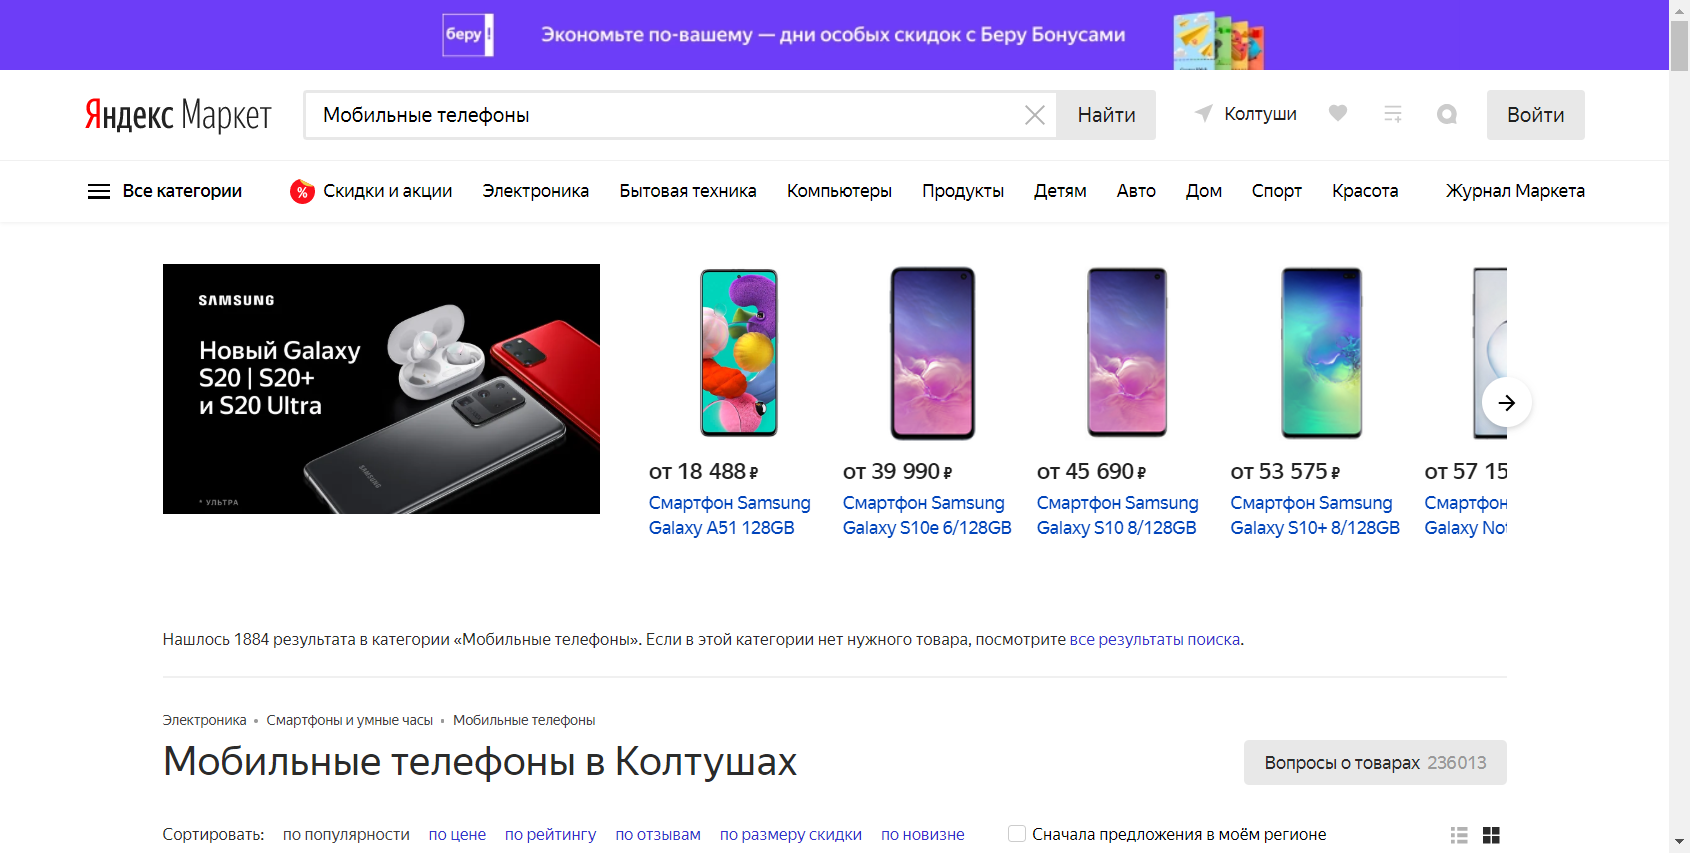 беру!
Экономьте по-вашему — дни особых скидок с Беру Бонусами
Яндекс Маркет
Мобильные телефоны
Найти
Колтуши
Войти
Все категории
% Скидки и акции
Электроника
Бытовая техника
Компьютеры
Продукты
Детям
Авто
Дом
Спорт
Красота
Журнал Маркета
SAMSUNG
Новый Galaxy
S20 | S20+
и S20 Ultra
SAMSUNG
* УЛЬТРА
от 18 488 ₽
Смартфон Samsung
Galaxy A51 128GB
от 39 990 ₽
Смартфон Samsung
Galaxy S10e 6/128GB
от 45 690 ₽
Смартфон Samsung
Galaxy S10 8/128GB
от 53 575 ₽
Смартфон Samsung
Galaxy S10+ 8/128GB
от 57 15
Смартфон
Galaxy Not
Нашлось 1884 результата в категории «Мобильные телефоны». Если в этой категории нет нужного товара, посмотрите все результаты поиска.
Электроника • Смартфоны и умные часы • Мобильные телефоны
Мобильные телефоны в Колтушах
Вопросы о товарах 236013
Сортировать: по популярности по цене по рейтингу по отзывам по размеру скидки по новизне
Сначала предложения в моём регионе